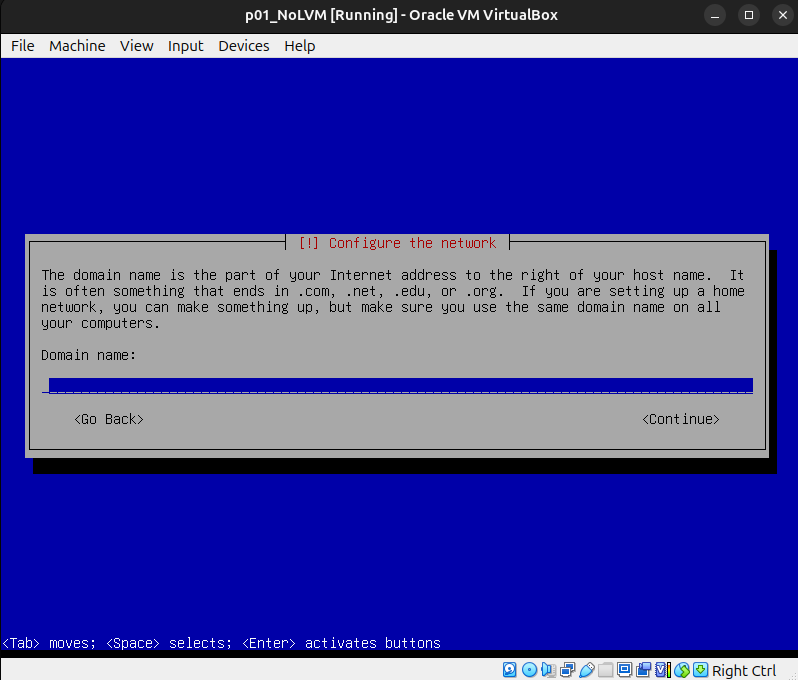 p01_NoLVM [Running] - Oracle VM VirtualBox
File Machine View Input Devices Help
[!] Configure the network
The domain name is the part of your Internet address to the right of your host name.  It
is often something that ends in .com, .net, .edu, or .org.  If you are setting up a home
network, you can make something up, but make sure you use the same domain name on all
your computers.
Domain name:
<Go Back> <Continue>
<Tab> moves; <Space> selects; <Enter> activates buttons
Right Ctrl